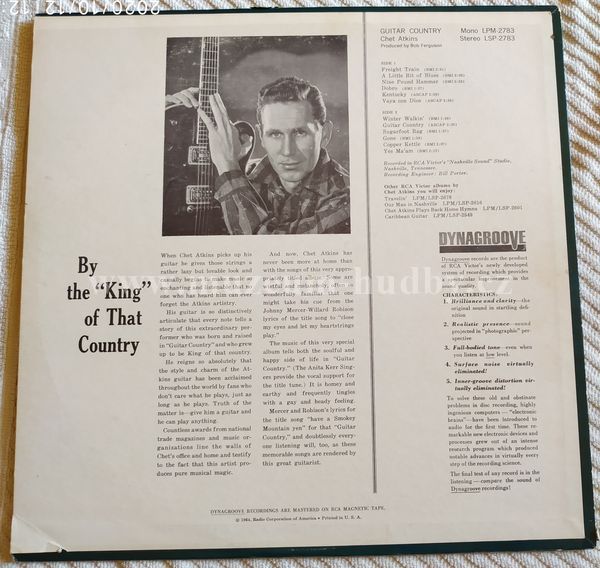 2020/10/12
GUITAR COUNTRY Mono LPM-2783
Chet Atkins Stereo LSP-2783
Produced by Bob Ferguson
SIDE 1
Freight Train
A Little Bit of Blues
Nine Pound Hammer
Dobro
Kentucky
Vaya con Dios
SIDE 2
Winter Walkin'
Guitar Country
Sugarfoot Rag
Gone
Copper Kettle
Yes Ma'am
Recorded in RCA Victor's "Nashville Sound" Studio,
Nashville, Tennessee.
Recording Engineer: Bill Porter.
Other RCA Victor albums by
Chet Atkins you will enjoy:
Travelin' LPM/LSP-2678
Our Man in Nashville LPM/LSP-2616
Chet Atkins Plays Back Home Hymns LPM/LSP-2601
Caribbean Guitar LPM/LSP-2549
By
the "King"
of That
Country
When Chet Atkins picks up his
guitar he gives those strings a
rather lazy but lovable look and
casually begins to make music so
enchanting and listenable that no
one who has heard him can ever
forget the Atkins artistry.
His guitar is so distinctively
articulate that every note tells a
story of this extraordinary per-
former who was born and raised
in "Guitar Country" and who grew
up to be King of that country.
He reigns so absolutely that
the style and charm of the At-
kins guitar has been acclaimed
throughout the world by fans who
don't care what he plays, just as
long as he plays. Truth of the
matter is—give him a guitar and
he can play anything.
Countless awards from national
trade magazines and music or-
ganizations line the walls of
Chet's office and home and testify
to the fact that this artist pro-
duces pure musical magic.
And now, Chet Atkins has
never been more at home than
with the songs of this very appro-
priately titled album. Some are
wistful and melancholy, but so
wonderfully familiar that one
might take his cue from the
Johnny Mercer-Willard Robison
lyrics of the title song to "close
my eyes and let my heartstrings
play."
The music of this very special
album tells both the soulful and
happy side of life in "Guitar
Country." (The Anita Kerr Sing-
ers provide the vocal support for
the title tune.) It is homey and
earthy and frequently tingles
with a gay and heady feeling.
Mercer and Robison's lyrics for
the title song "have a Smokey
Mountain yen" for that "Guitar
Country," and doubtlessly every-
one listening will, too, as these
memorable songs are rendered by
this great guitarist.
DYNAGROOVE
Dynagroove records are the product
of RCA Victor's newly developed
system of recording which provides
a spectacular improvement in the
sound quality.
CHARACTERISTICS:
1. Brilliance and clarity—the
original sound in startling defi-
nition
2. Realistic presence—sound
projected in "photographic" per-
spective
3. Full-bodied tone—even when
you listen at low level.
4. Surface noise virtually
eliminated!
5. Inner-groove distortion vir-
tually eliminated!
To solve these old and obstinate
problems in disc recording, highly
ingenious computers — "electronic
brains"—have been introduced to
audio for the first time. These re-
markable new electronic devices and
processes grew out of an intense
research program which produced
notable advances in virtually every
step of the recording science.
The final test of any record is in the
listening—compare the sound of
Dynagroove recordings!
DYNAGROOVE RECORDINGS ARE MASTERED ON RCA MAGNETIC TAPE.
© 1964, Radio Corporation of America • Printed in U. S. A.